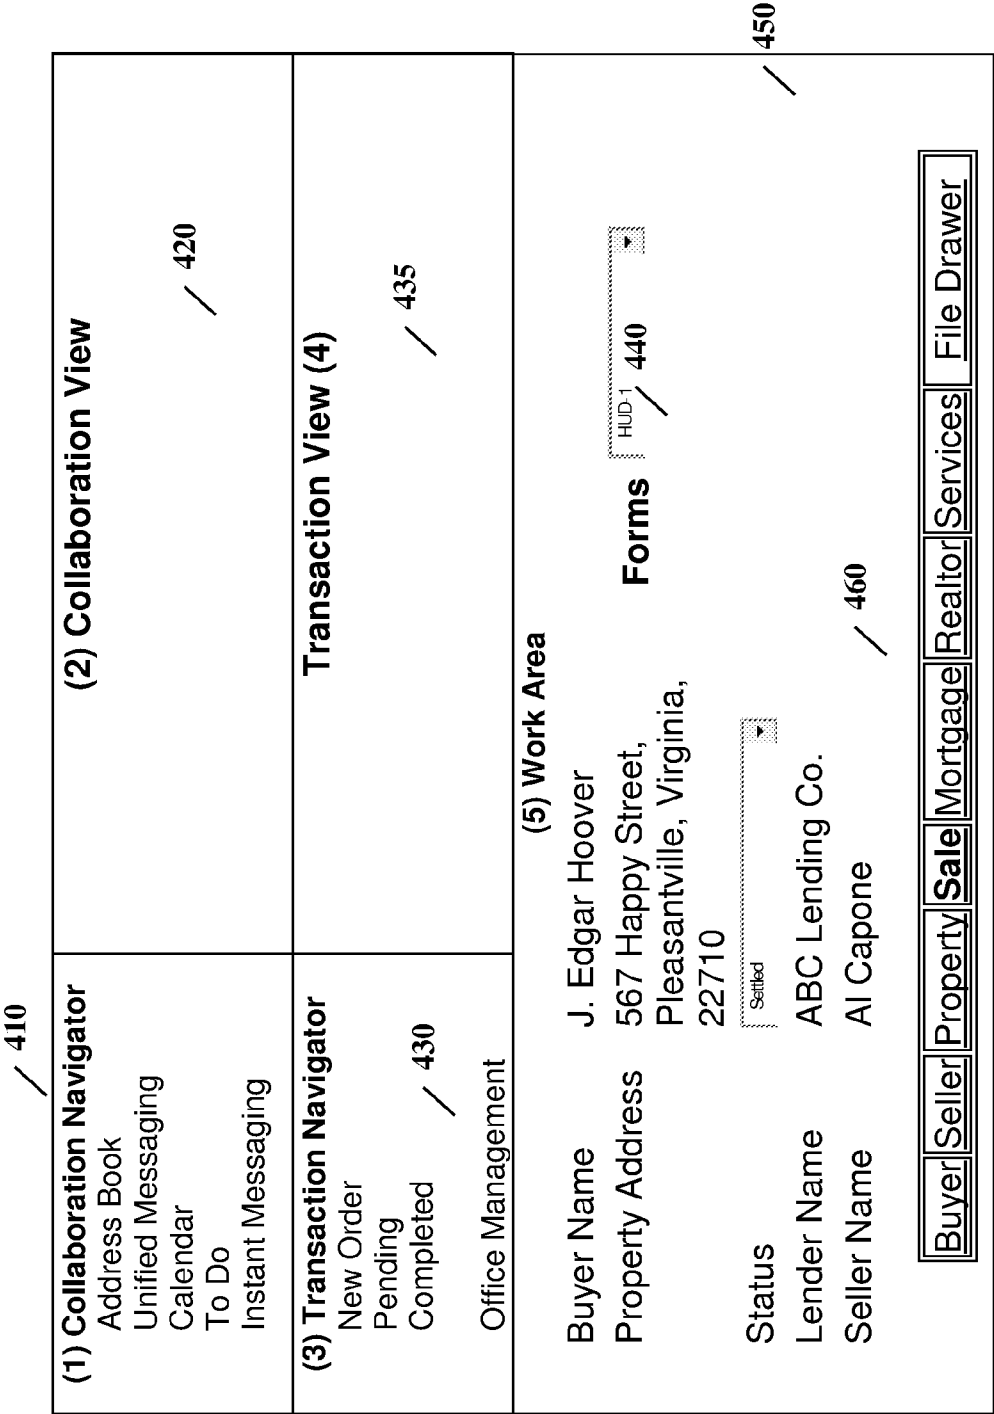 410
(1) Collaboration Navigator
Address Book
Unified Messaging
Calendar
To Do
Instant Messaging
(2) Collaboration View
420
(3) Transaction Navigator
New Order
Pending
Completed
430
Office Management
Transaction View (4)
435
(5) Work Area
450
Buyer Name J. Edgar Hoover
Property Address 567 Happy Street,
Pleasantville, Virginia,
22710
Forms HUD-1
440
Status Settled
Lender Name ABC Lending Co.
Seller Name Al Capone
460
Buyer Seller Property Sale Mortgage Realtor Services File Drawer